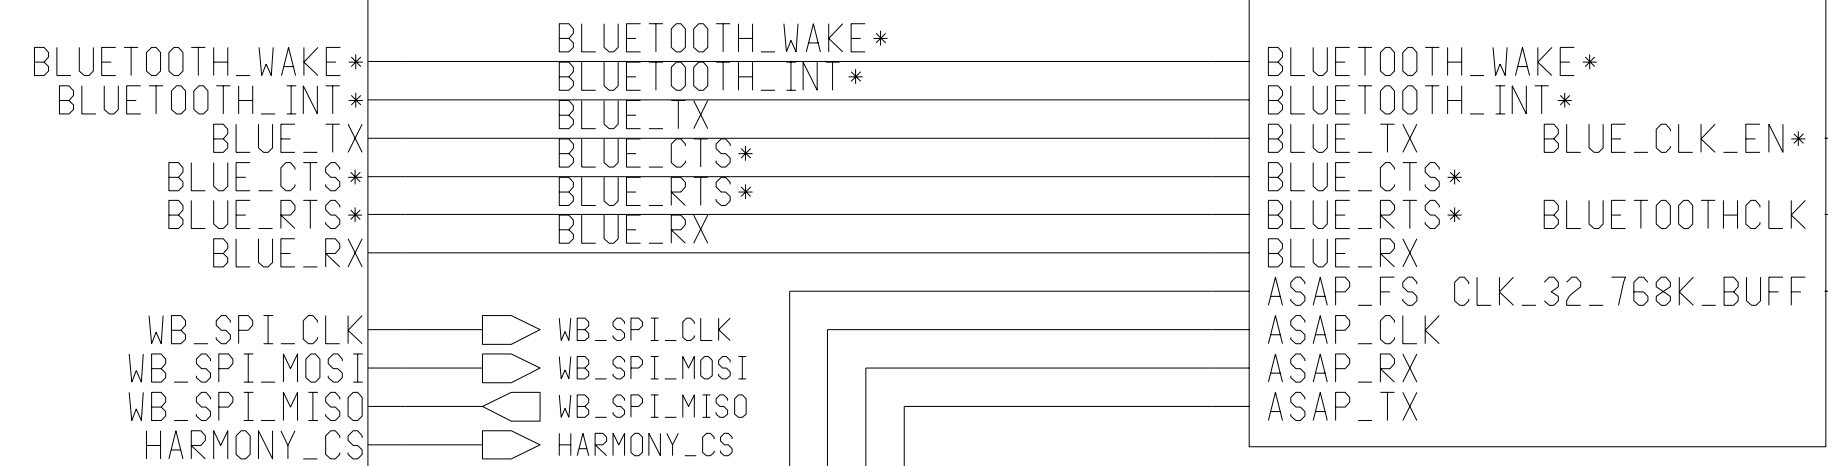 BLUETOOTH_WAKE*
BLUETOOTH_WAKE* BLUETOOTH_WAKE*
BLUETOOTH_INT*
BLUETOOTH_INT* BLUETOOTH_INT*
BLUE_TX
BLUE_TX BLUE_TX BLUE_CLK_EN*
BLUE_CTS*
BLUE_CTS* BLUE_CTS*
BLUE_RTS*
BLUE_RTS* BLUE_RTS* BLUETOOTHCLK
BLUE_RX
BLUE_RX BLUE_RX
ASAP_FS CLK_32_768K_BUFF
WB_SPI_CLK WB_SPI_CLK ASAP_CLK
WB_SPI_MOSI WB_SPI_MOSI ASAP_RX
WB_SPI_MISO WB_SPI_MISO ASAP_TX
HARMONY_CS HARMONY_CS